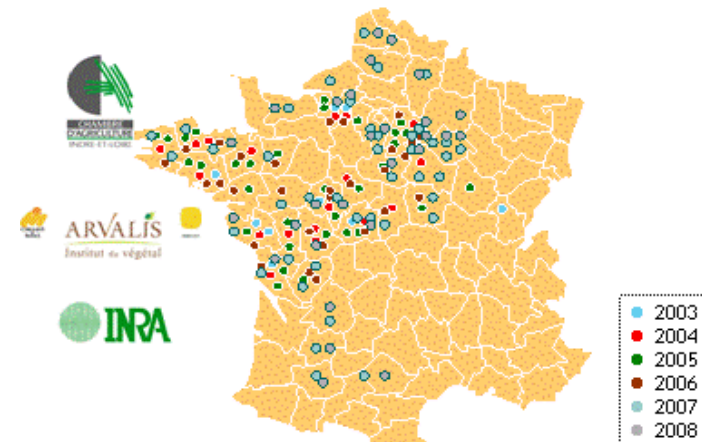 CHAMBRE
D'AGRICULTURE
INDRE-ET-LOIRE
ARVALIS
Institut du végétal
INRA
2003
2004
2005
2006
2007
2008